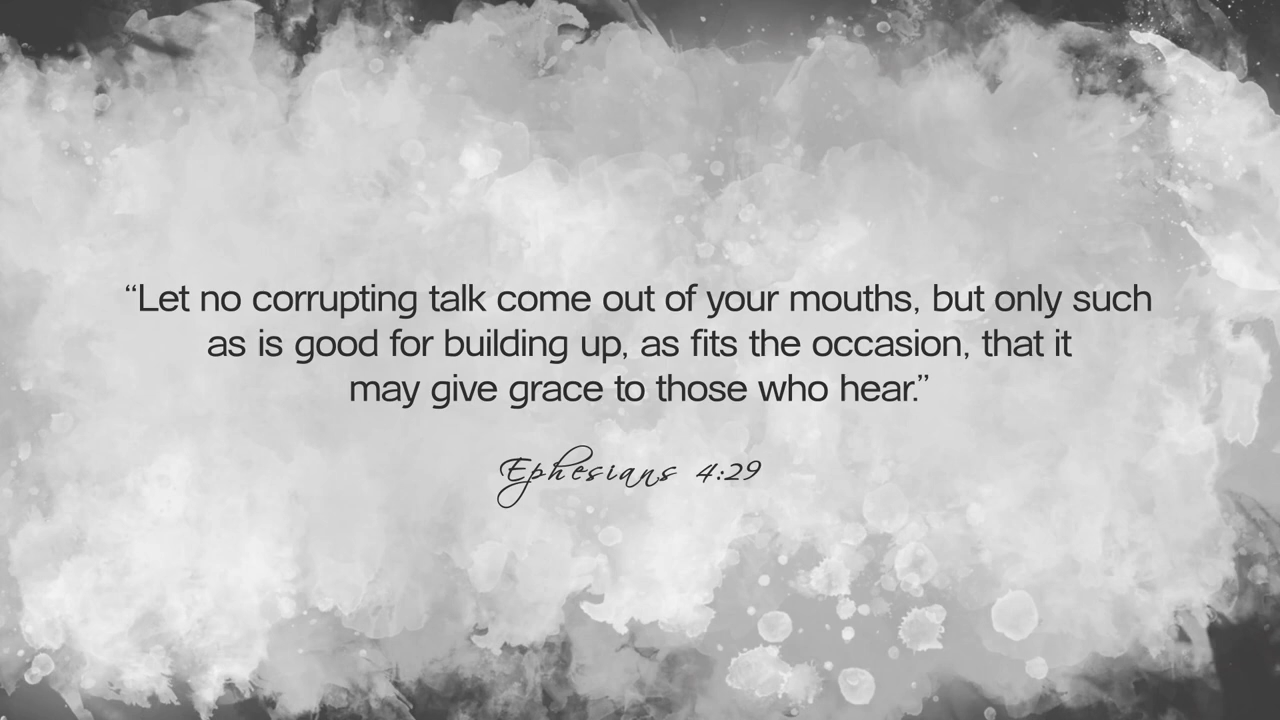 “Let no corrupting talk come out of your mouths, but only such
as is good for building up, as fits the occasion, that it
may give grace to those who hear.”
Ephesians 4:29